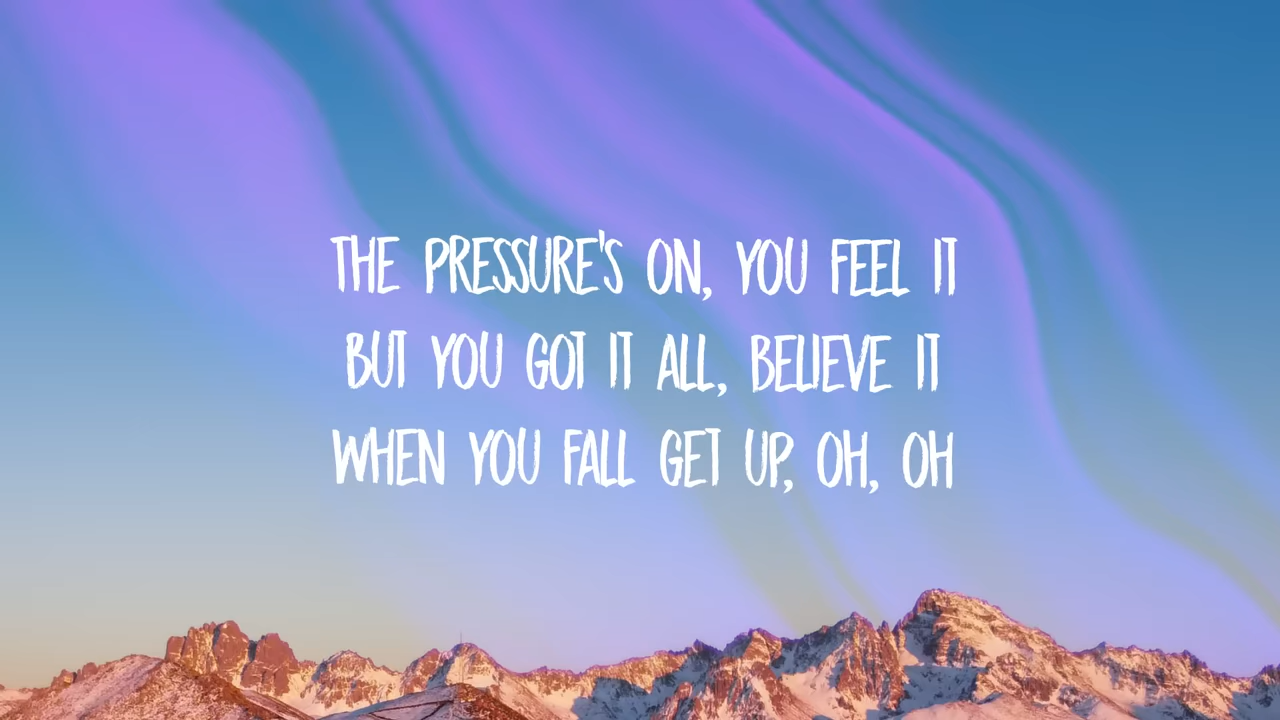 THE PRESSURE'S ON, YOU FEEL IT
BUT YOU GOT IT ALL, BELIEVE IT
WHEN YOU FALL GET UP, OH, OH